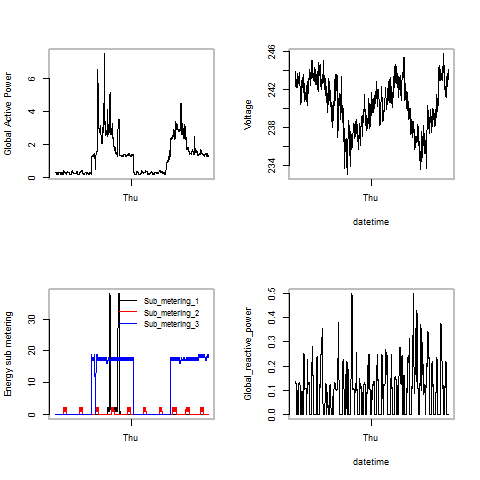 Global Active Power
0 2 4 6
Thu
Voltage
234 238 242 246
Thu
datetime
Energy sub metering
0 10 20 30
Sub_metering_1
Sub_metering_2
Sub_metering_3
Thu
Global_reactive_power
0.0 0.1 0.2 0.3 0.4 0.5
Thu
datetime